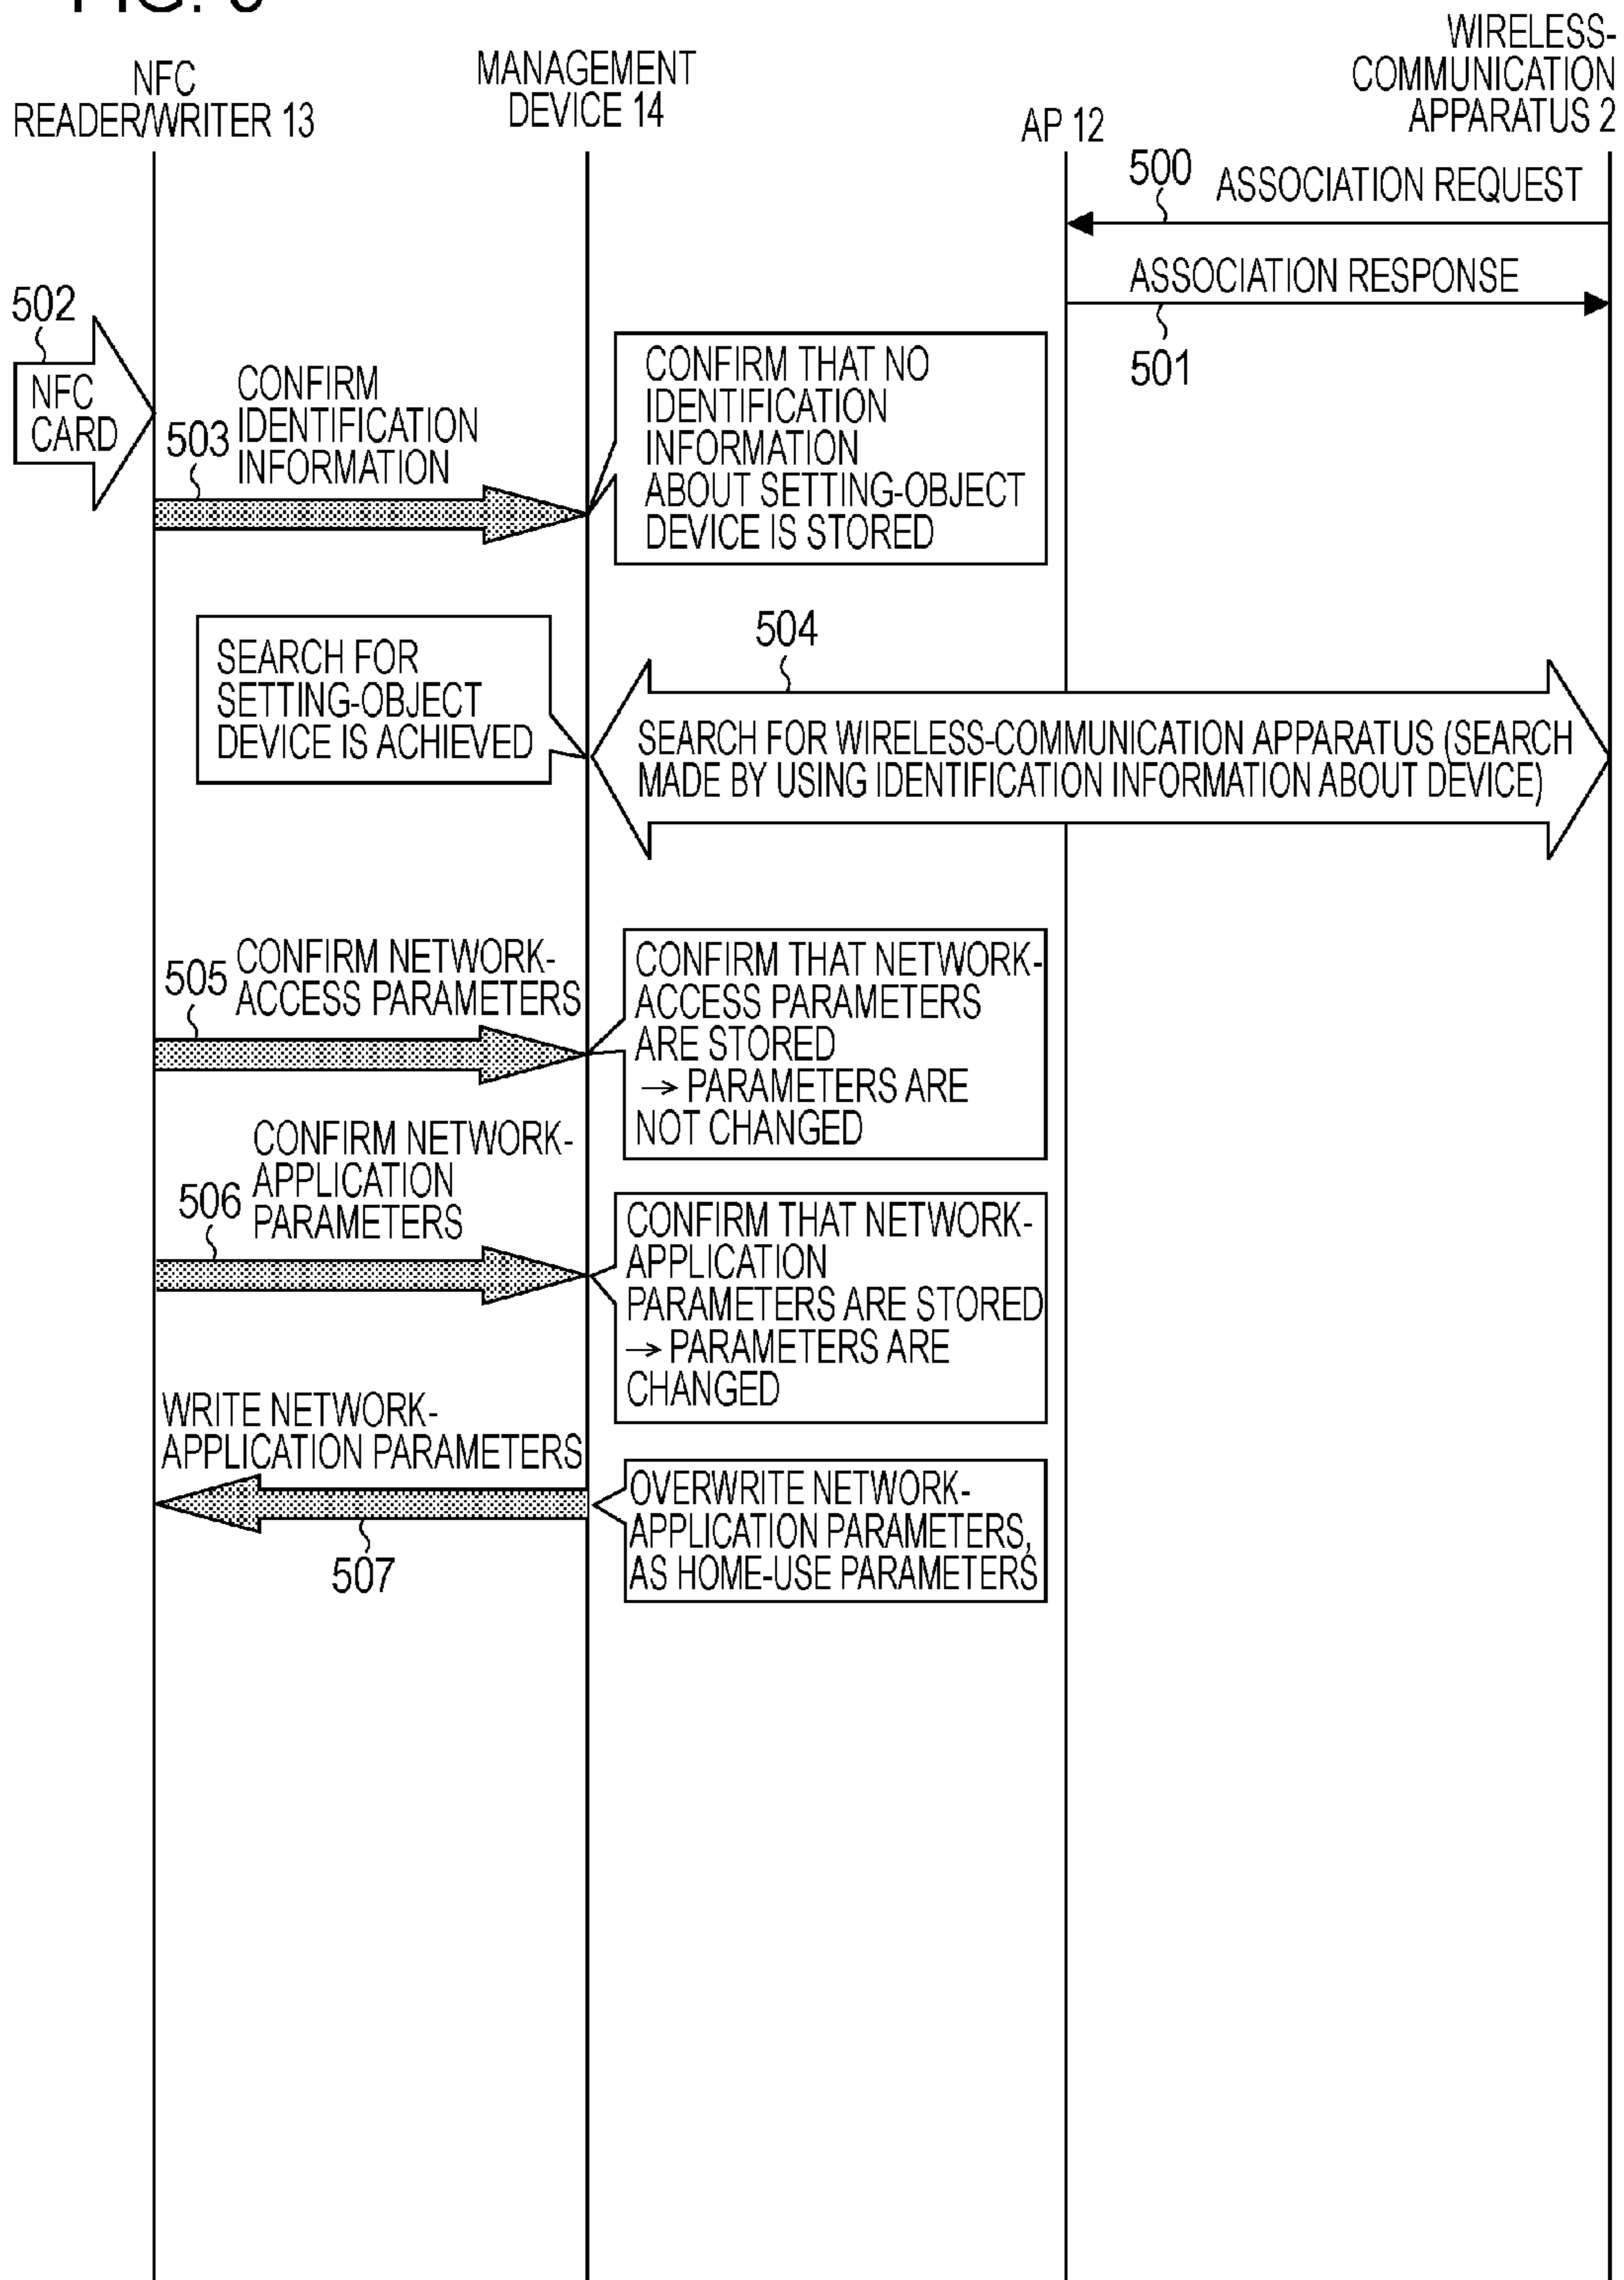 FIG.
NFC
READER/WRITER 13
MANAGEMENT
DEVICE 14
AP 12
WIRELESS-
COMMUNICATION
APPARATUS 2
500
ASSOCIATION REQUEST
ASSOCIATION RESPONSE
501
502
NFC
CARD
503
CONFIRM
IDENTIFICATION
INFORMATION
CONFIRM THAT NO
IDENTIFICATION
INFORMATION
ABOUT SETTING-OBJECT
DEVICE IS STORED
SEARCH FOR
SETTING-OBJECT
DEVICE IS ACHIEVED
504
SEARCH FOR WIRELESS-COMMUNICATION APPARATUS (SEARCH
MADE BY USING IDENTIFICATION INFORMATION ABOUT DEVICE)
505
CONFIRM NETWORK-
ACCESS PARAMETERS
CONFIRM THAT NETWORK-
ACCESS PARAMETERS
ARE STORED
→ PARAMETERS ARE
NOT CHANGED
506
CONFIRM NETWORK-
APPLICATION
PARAMETERS
CONFIRM THAT NETWORK-
APPLICATION
PARAMETERS ARE STORED
→ PARAMETERS ARE
CHANGED
WRITE NETWORK-
APPLICATION PARAMETERS
507
OVERWRITE NETWORK-
APPLICATION PARAMETERS,
AS HOME-USE PARAMETERS